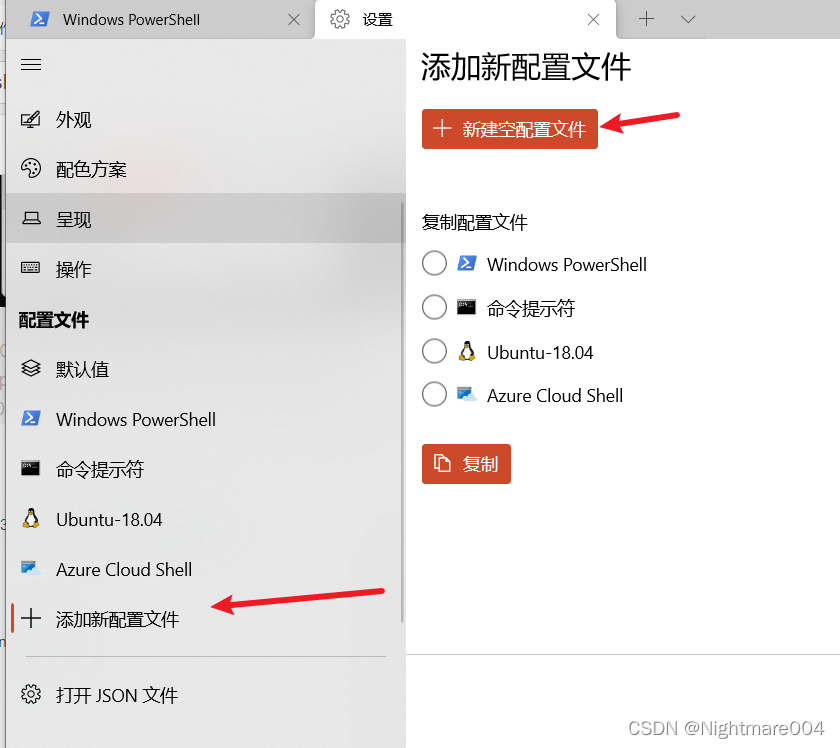 Windows PowerShell
设置
外观
配色方案
呈现
操作
配置文件
默认值
Windows PowerShell
命令提示符
Ubuntu-18.04
Azure Cloud Shell
添加新配置文件
打开 JSON 文件
添加新配置文件
新建空配置文件
复制配置文件
Windows PowerShell
命令提示符
Ubuntu-18.04
Azure Cloud Shell
复制
CSDN @Nightmare004